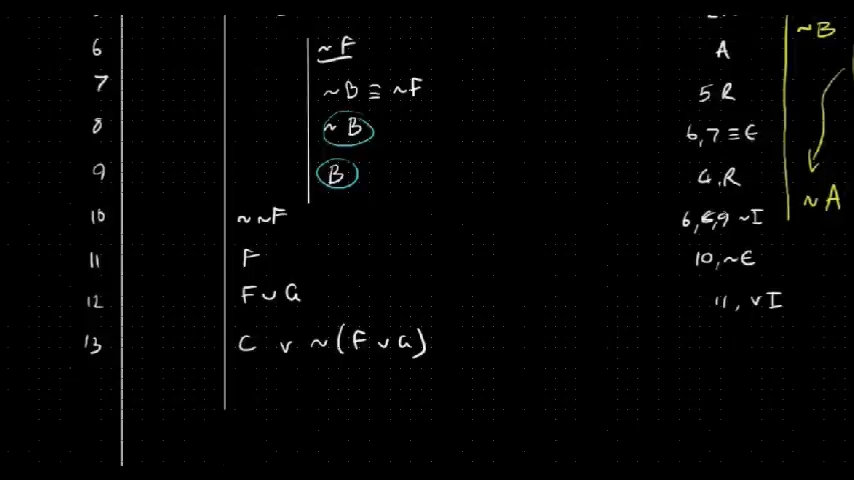 6 ~F A ~B
7 ~B ≡ ~F 5 R
8 ~B 6,7 ≡E
9 B 4,R ~A
10 ~~F 6,8,9 ~I
11 F 10,~E
12 F ∨ G 11, ∨I
13 C ∨ ~(F ∨ G)